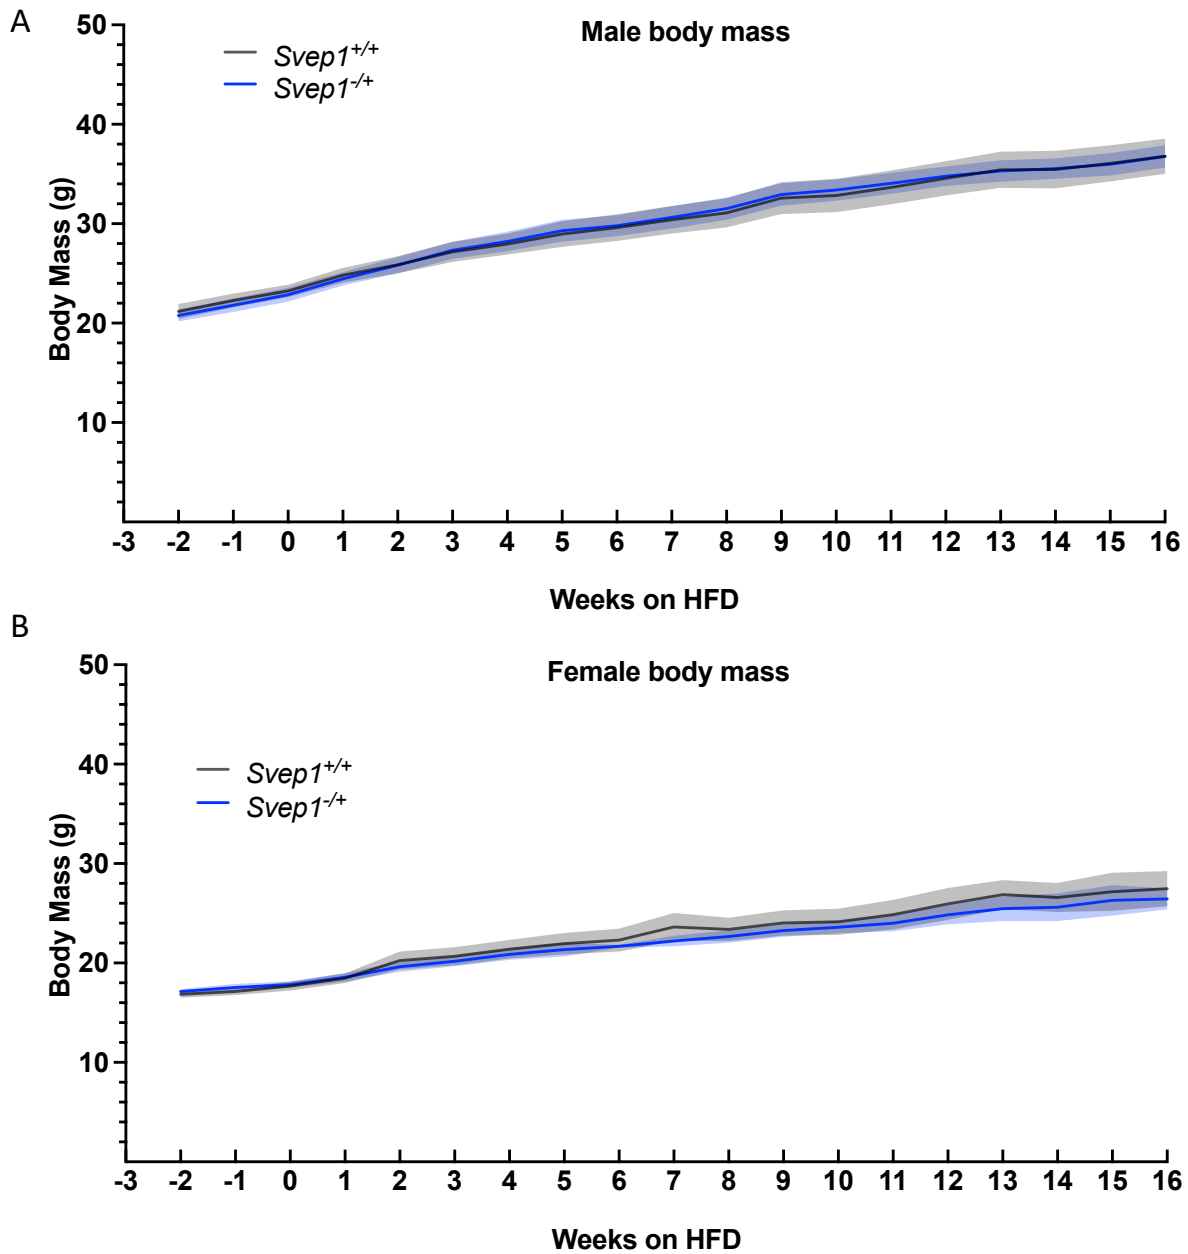 A
Male body mass
Svep1+/+
Svep1-/+
50
40
30
20
10
Body Mass (g)
-3 -2 -1 0 1 2 3 4 5 6 7 8 9 10 11 12 13 14 15 16
Weeks on HFD
B
Female body mass
Svep1+/+
Svep1-/+
50
40
30
20
10
Body Mass (g)
-3 -2 -1 0 1 2 3 4 5 6 7 8 9 10 11 12 13 14 15 16
Weeks on HFD